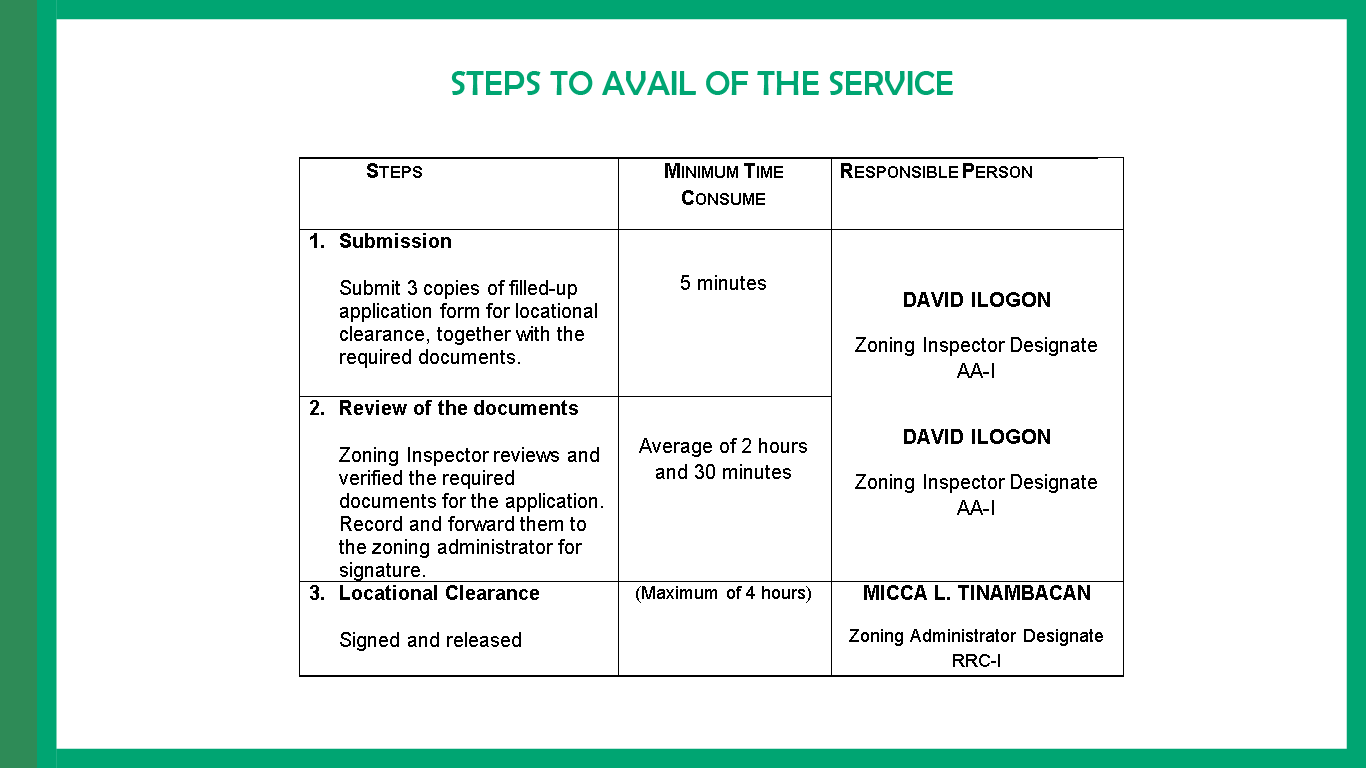 STEPS TO AVAIL OF THE SERVICE
STEPS
MINIMUM TIME
CONSUME
RESPONSIBLE PERSON
1. Submission
Submit 3 copies of filled-up
application form for locational
clearance, together with the
required documents.
5 minutes
DAVID ILOGON
Zoning Inspector Designate
AA-I
2. Review of the documents
Zoning Inspector reviews and
verified the required
documents for the application.
Record and forward them to
the zoning administrator for
signature.
Average of 2 hours
and 30 minutes
DAVID ILOGON
Zoning Inspector Designate
AA-I
3. Locational Clearance
Signed and released
(Maximum of 4 hours)
MICCA L. TINAMBACAN
Zoning Administrator Designate
RRC-I